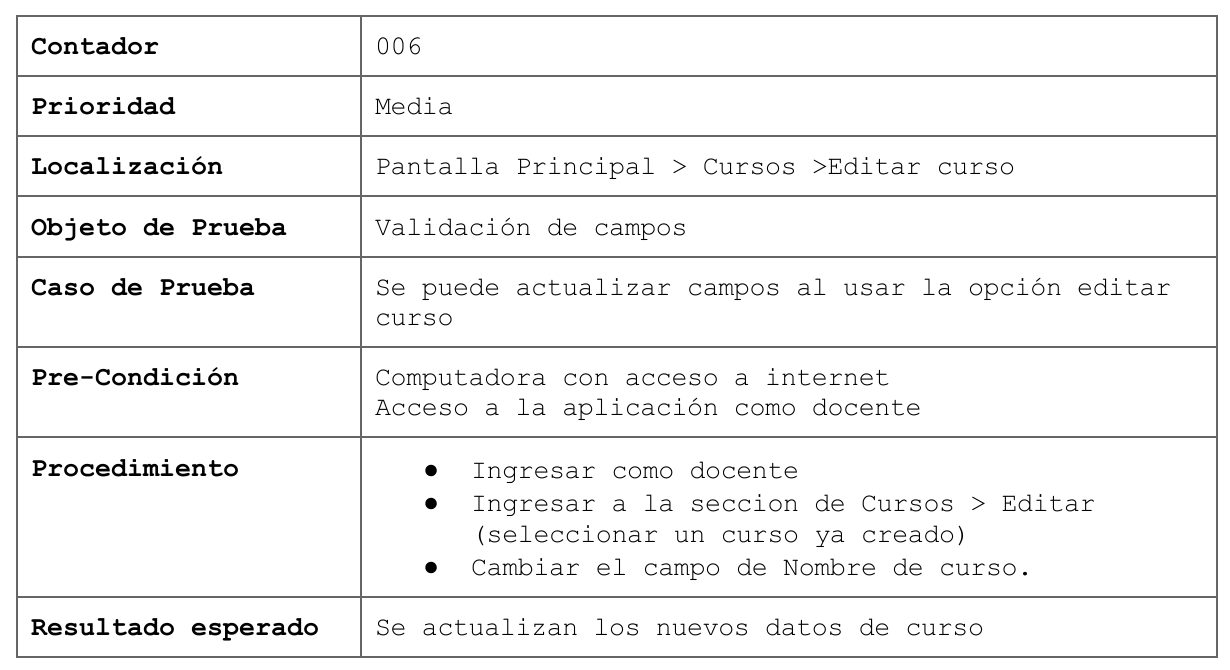 Contador 006
Prioridad Media
Localización Pantalla Principal > Cursos >Editar curso
Objeto de Prueba Validación de campos
Caso de Prueba Se puede actualizar campos al usar la opción editar
curso
Pre-Condición Computadora con acceso a internet
Acceso a la aplicación como docente
Procedimiento ● Ingresar como docente
● Ingresar a la seccion de Cursos > Editar
(seleccionar un curso ya creado)
● Cambiar el campo de Nombre de curso.
Resultado esperado Se actualizan los nuevos datos de curso